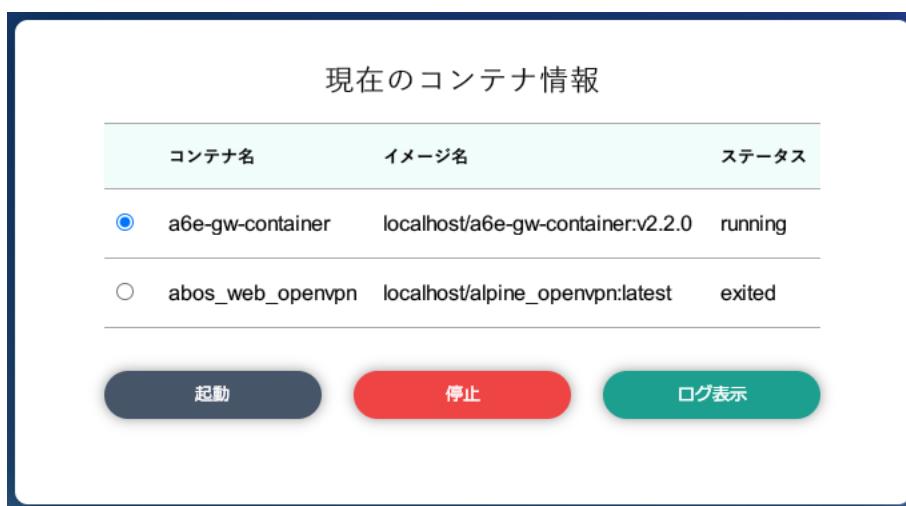 現在のコンテナ情報
コンテナ名 イメージ名 ステータス
a6e-gw-container localhost/a6e-gw-container:v2.2.0 running
abos_web_openvpn localhost/alpine_openvpn:latest exited
起動 停止 ログ表示